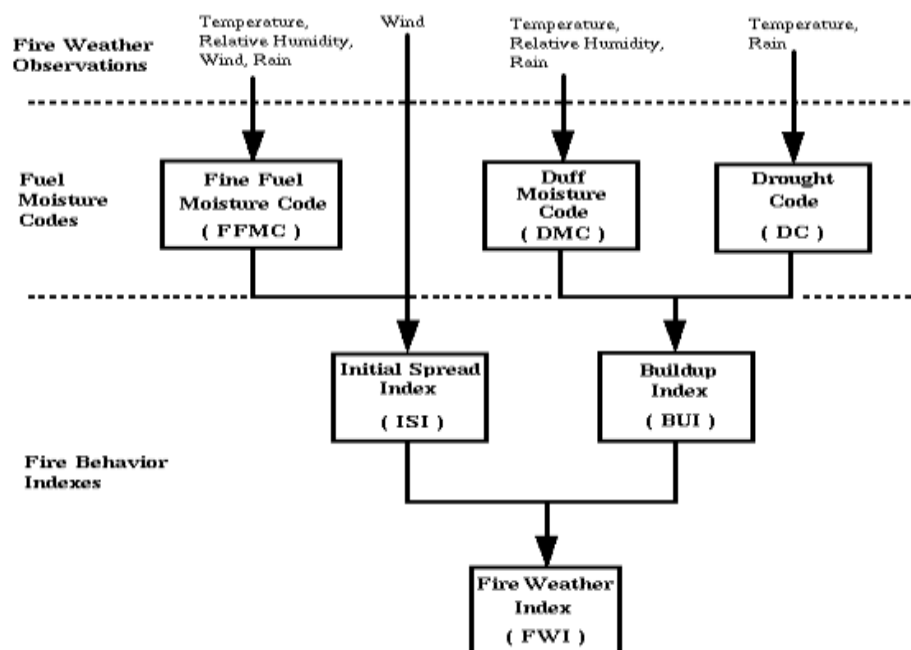 Fire Weather
Observations
Temperature,
Relative Humidity,
Wind, Rain
Wind
Temperature,
Relative Humidity,
Rain
Temperature,
Rain
Fuel
Moisture
Codes
Fine Fuel
Moisture Code
( FFMC )
Duff
Moisture
Code
( DMC )
Drought
Code
( DC )
Fire Behavior
Indexes
Initial Spread
Index
( ISI )
Buildup
Index
( BUI )
Fire Weather
Index
( FWI )